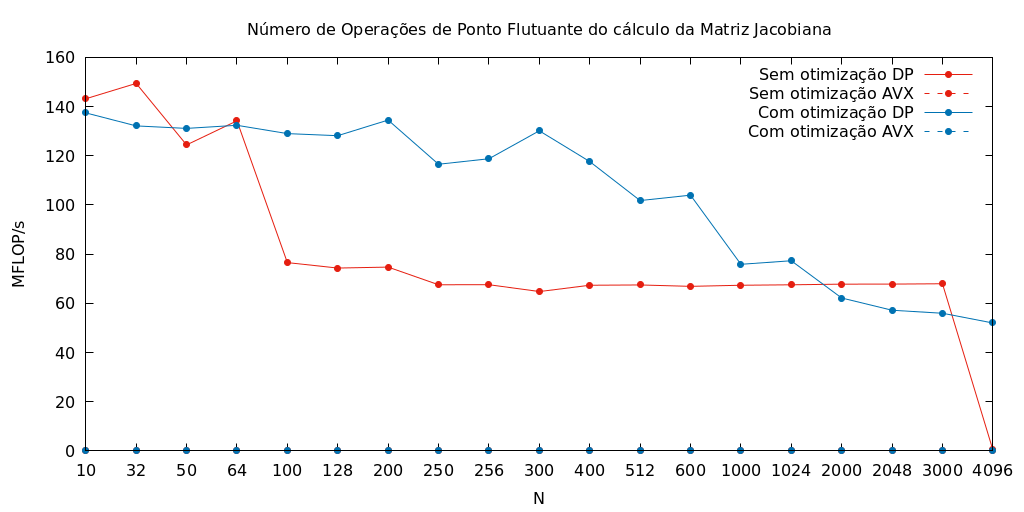 Número de Operações de Ponto Flutuante do cálculo da Matriz Jacobiana
Sem otimização DP
Sem otimização AVX
Com otimização DP
Com otimização AVX
MFLOP/s
160
140
120
100
80
60
40
20
0
10 32 50 64 100 128 200 250 256 300 400 512 600 1000 1024 2000 2048 3000 4096
N